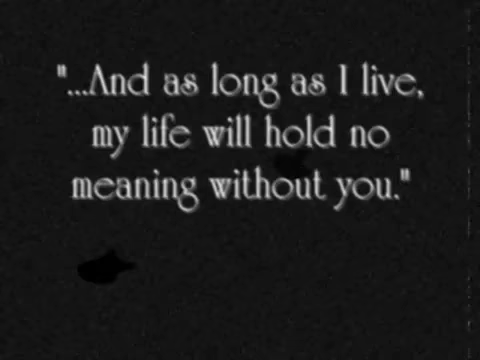 "...And as long as I live,
my life will hold no
meaning without you."